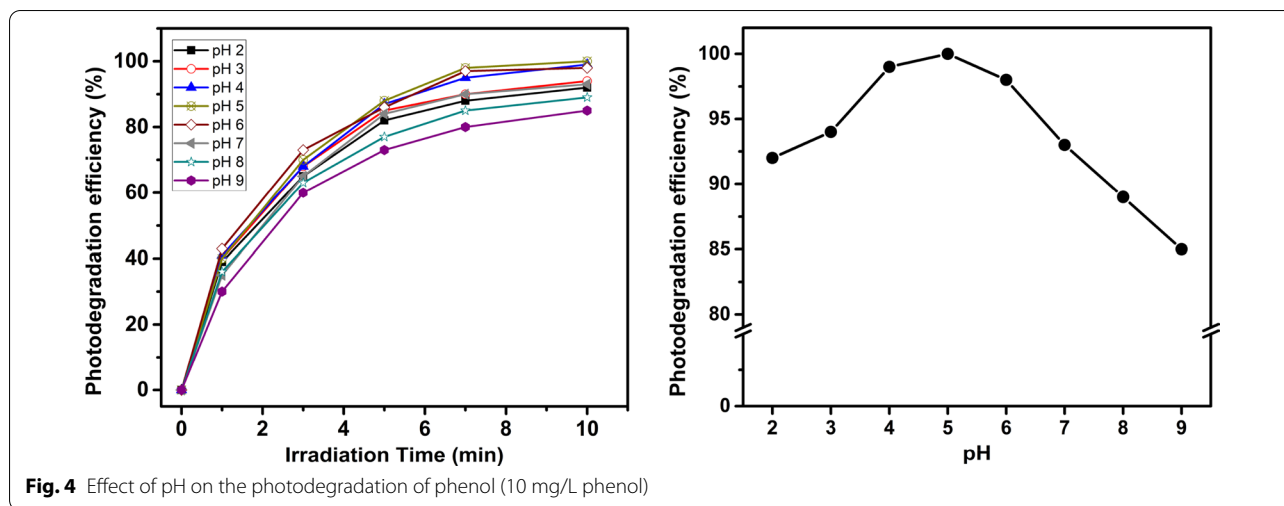 Photodegradation efficiency (%)
100
80
60
40
20
0
pH 2
pH 3
pH 4
pH 5
pH 6
pH 7
pH 8
pH 9
0 2 4 6 8 10
Irradiation Time (min)
Photodegradation efficiency (%)
100
95
90
85
80
0
2 3 4 5 6 7 8 9
pH
Fig. 4 Effect of pH on the photodegradation of phenol (10 mg/L phenol)